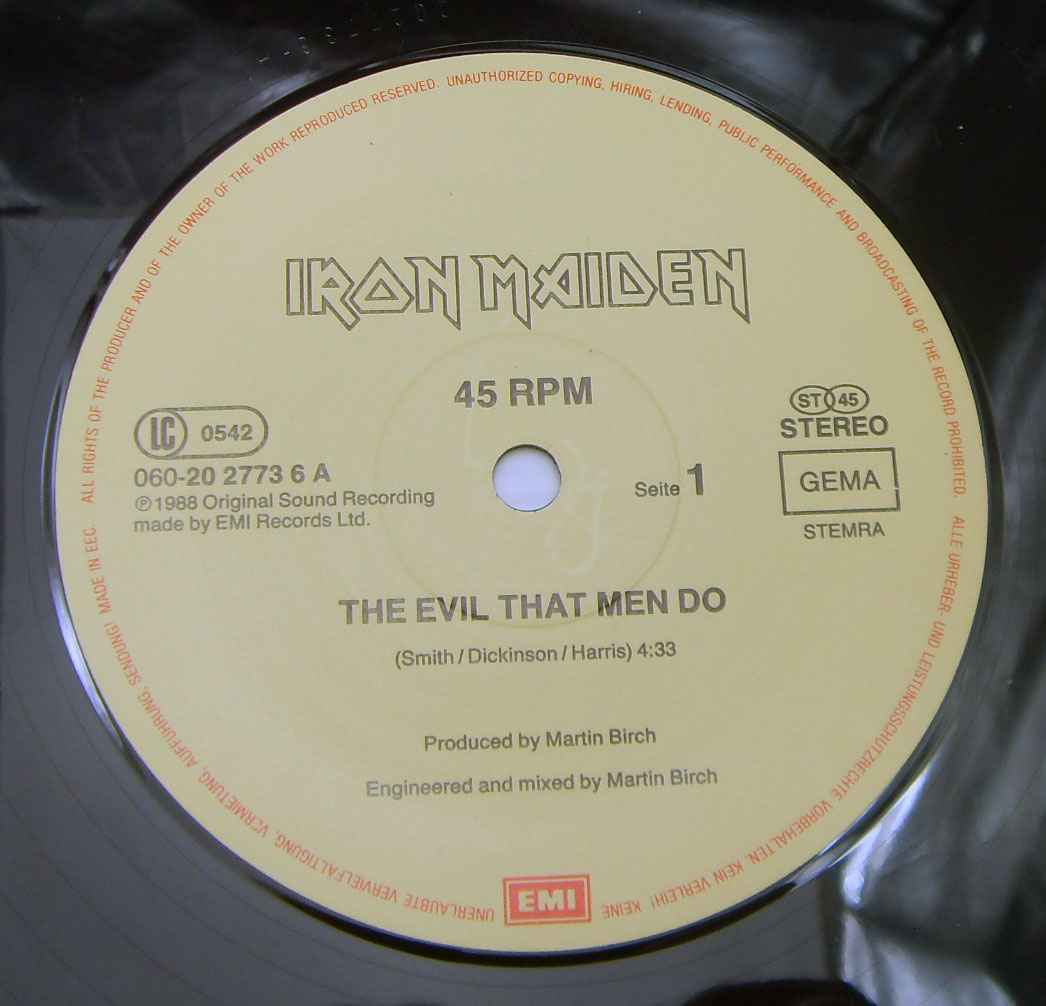 ALL RIGHTS OF THE PRODUCER AND OF THE OWNER OF THE WORK REPRODUCED RESERVED. UNAUTHORIZED COPYING, HIRING, LENDING, PUBLIC PERFORMANCE AND BROADCASTING OF THE RECORD PROHIBITED.
IRON MAIDEN
45 RPM
LC 0542
060-20 2773 6 A
℗1988 Original Sound Recording
made by EMI Records Ltd.
Seite 1
ST 45
STEREO
GEMA
STEMRA
THE EVIL THAT MEN DO
(Smith / Dickinson / Harris) 4:33
Produced by Martin Birch
Engineered and mixed by Martin Birch
EMI
ALLE URHEBER- UND LEISTUNGSSCHUTZRECHTE VORBEHALTEN. KEIN VERLEIH! KEINE UNERLAUBTE VERVIELFÄLTIGUNG, VERMIETUNG, AUFFÜHRUNG, SENDUNG! MADE IN EEC.